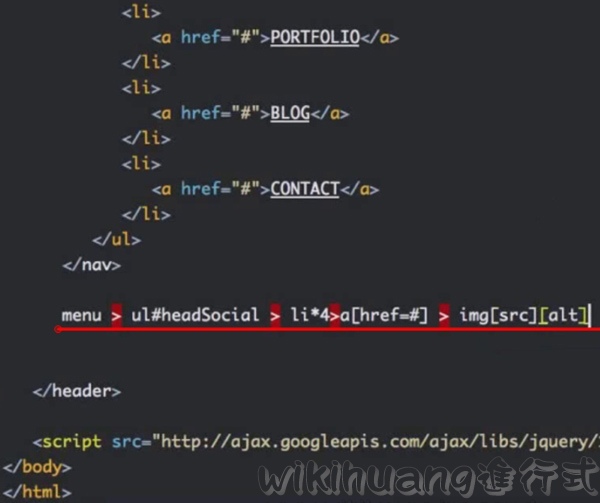 <li>
<a href="#">PORTFOLIO</a>
</li>
<li>
<a href="#">BLOG</a>
</li>
<li>
<a href="#">CONTACT</a>
</li>
</ul>
</nav>
menu > ul#headSocial > li*4>a[href=#] > img[src][alt]
</header>
<script src="http://ajax.googleapis.com/ajax/libs/jquery/
</body>
</html>
wikihuang進行式